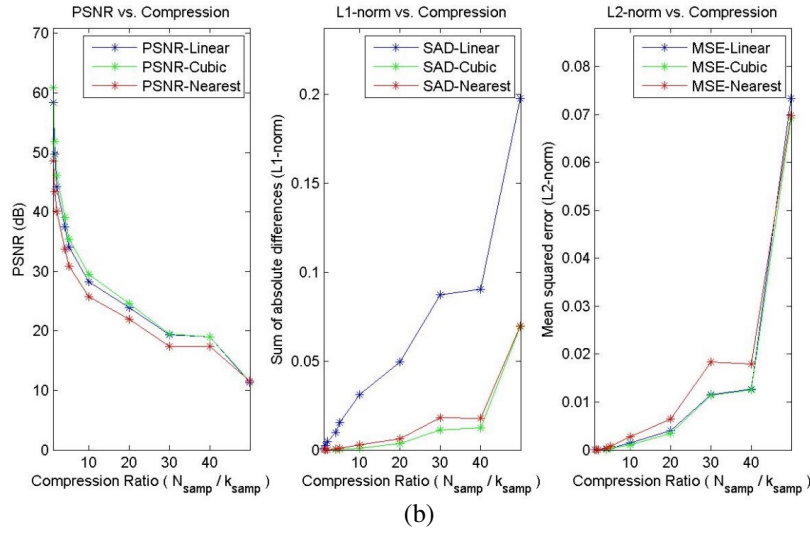 PSNR vs. Compression
70
60
50
40
30
20
10
0
PSNR (dB)
PSNR-Linear
PSNR-Cubic
PSNR-Nearest
10 20 30 40
Compression Ratio ( N_samp / k_samp )
L1-norm vs. Compression
0.2
0.15
0.1
0.05
0
Sum of absolute differences (L1-norm)
SAD-Linear
SAD-Cubic
SAD-Nearest
10 20 30 40
Compression Ratio ( N_samp / k_samp )
L2-norm vs. Compression
0.08
0.07
0.06
0.05
0.04
0.03
0.02
0.01
0
Mean squared error (L2-norm)
MSE-Linear
MSE-Cubic
MSE-Nearest
10 20 30 40
Compression Ratio ( N_samp / k_samp )
(b)